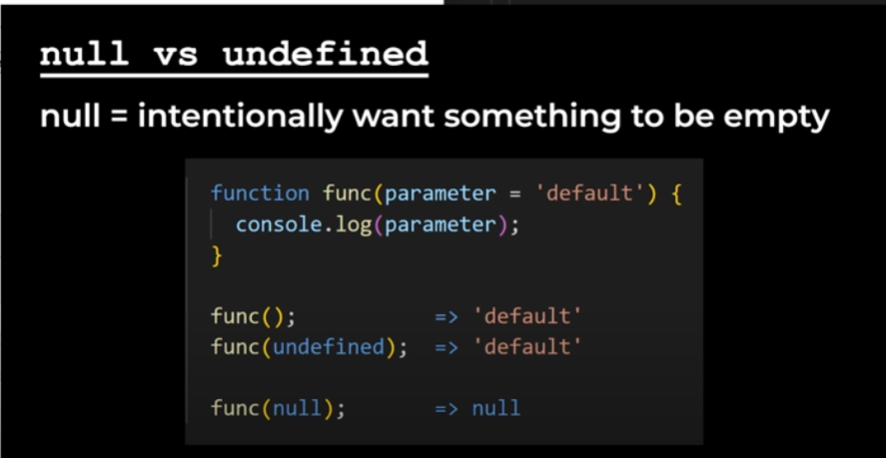 null vs undefined
null = intentionally want something to be empty
function func(parameter = 'default') {
  console.log(parameter);
}
func();           => 'default'
func(undefined);  => 'default'
func(null);       => null